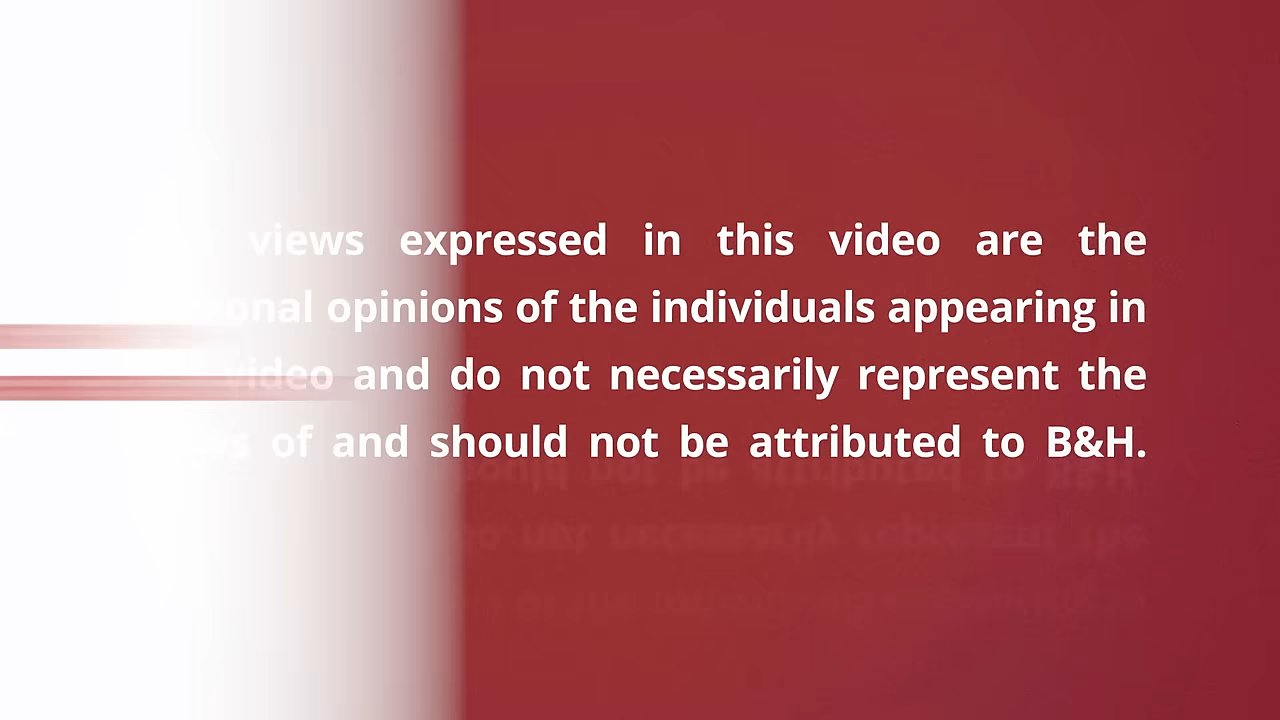 views expressed in this video are the
onal opinions of the individuals appearing in
video and do not necessarily represent the
of and should not be attributed to B&H.